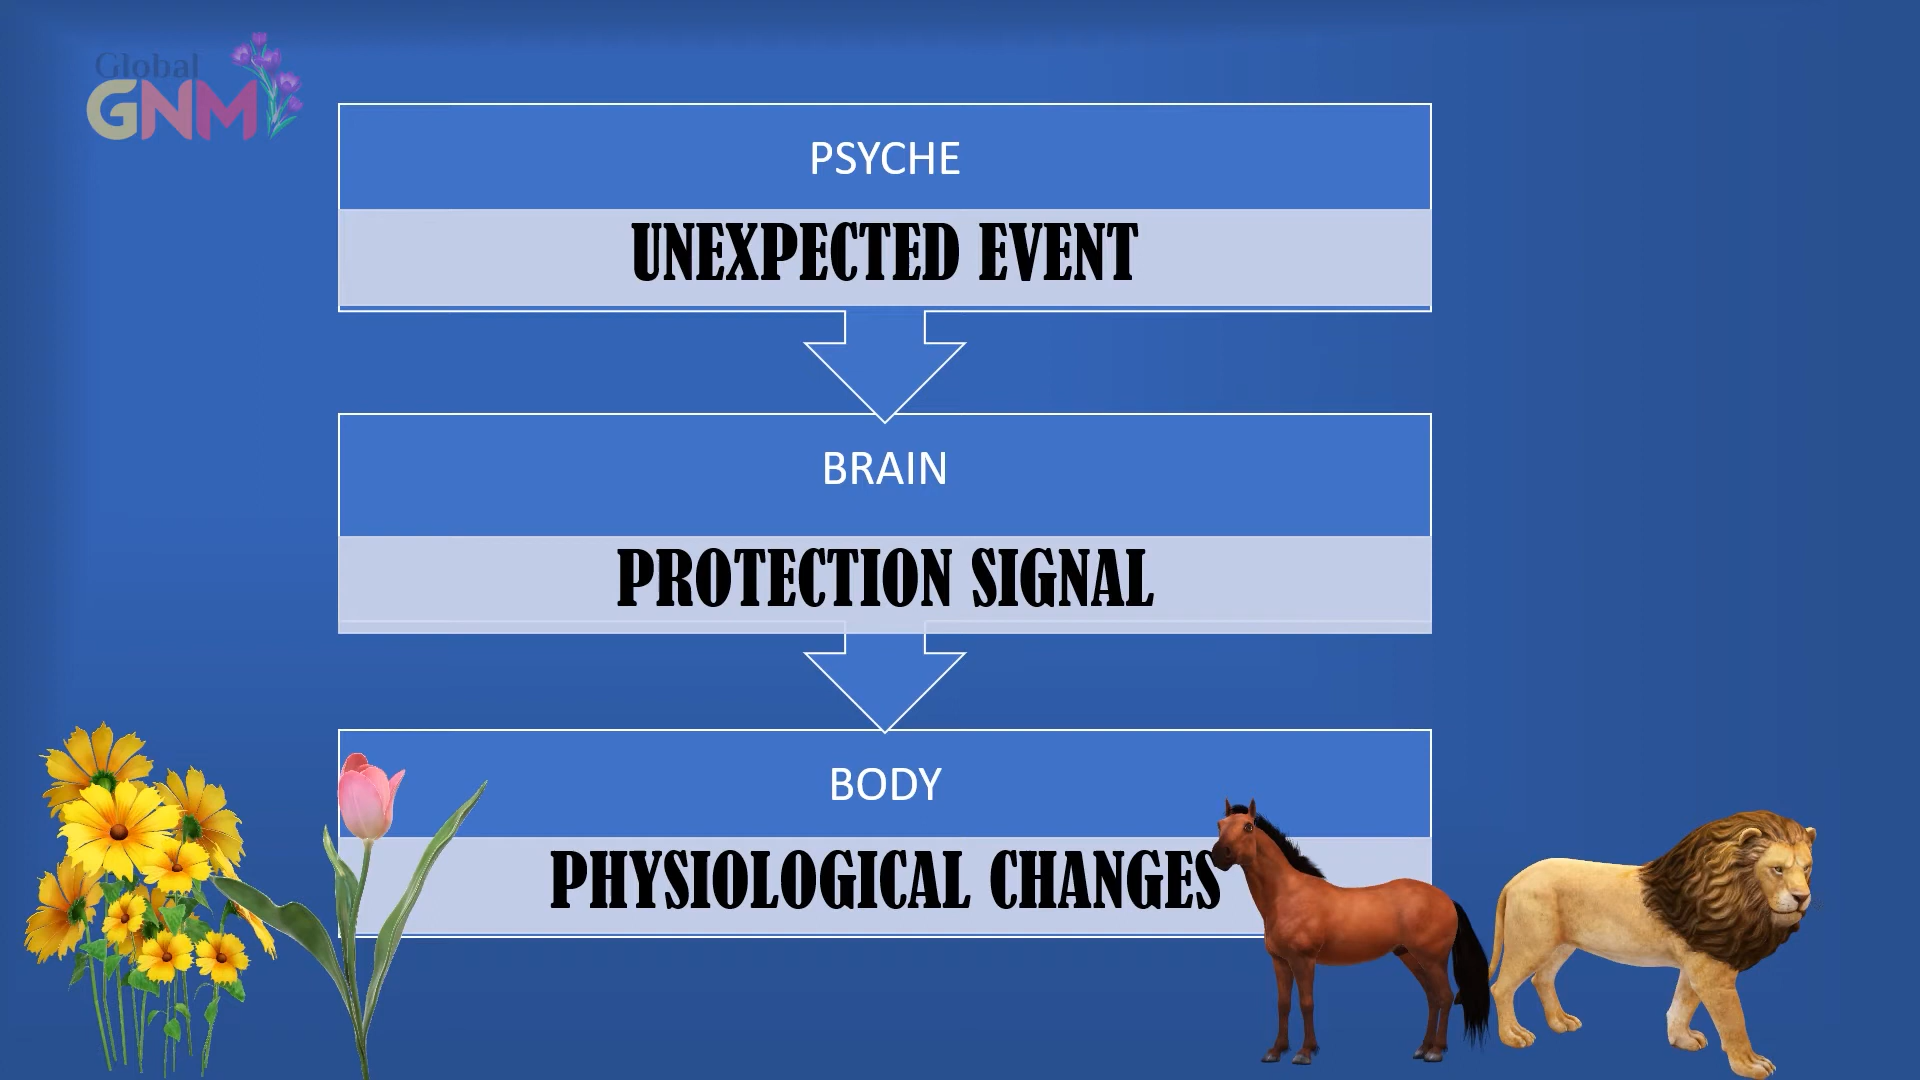 Global
GNM
PSYCHE
UNEXPECTED EVENT
BRAIN
PROTECTION SIGNAL
BODY
PHYSIOLOGICAL CHANGES